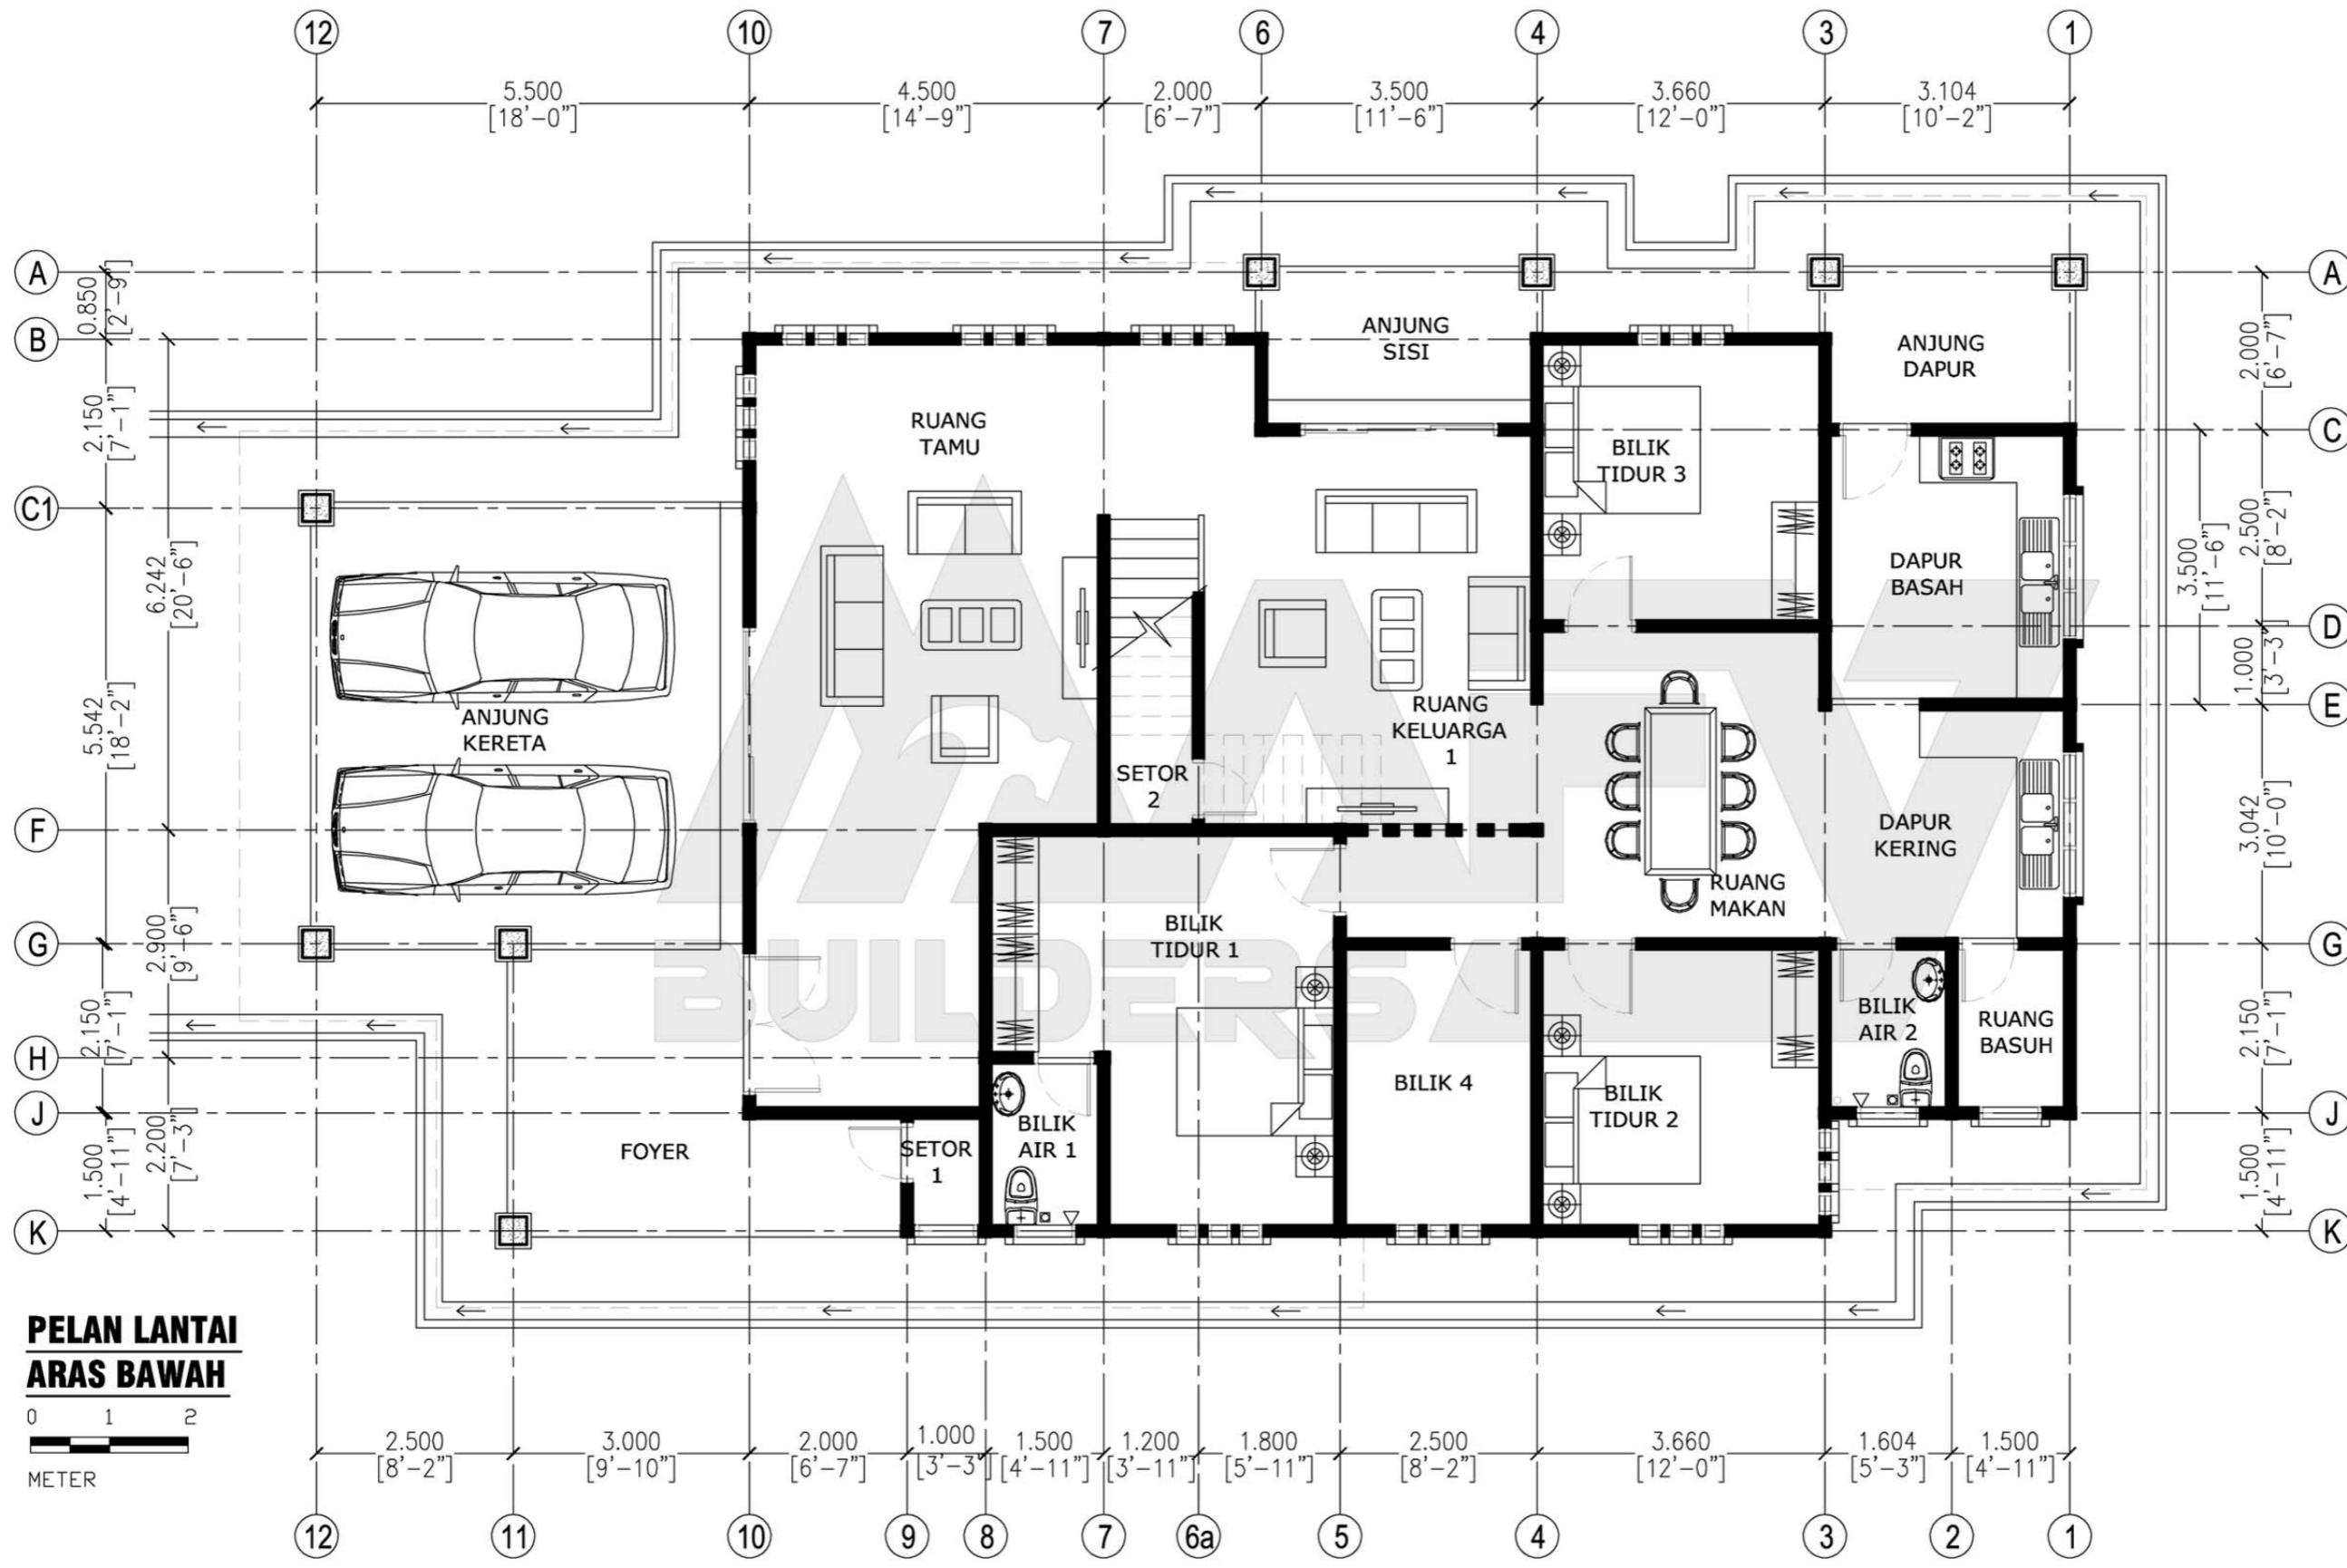 12 10 7 6 4 3 1
5.500 4.500 2.000 3.500 3.660 3.104
[18'-0"] [14'-9"] [6'-7"] [11'-6"] [12'-0"] [10'-2"]
A A
0.850
[2'-9"]
B
2.000
[6'-7"]
ANJUNG
SISI
ANJUNG
DAPUR
2.150
[7'-1"]
C
RUANG
TAMU
BILIK
TIDUR 3
C1
2.500
[8'-2"]
3.500
[11'-6"]
6.242
[20'-6"]
DAPUR
BASAH
D
1.000
[3'-3"]
5.542
[18'-2"]
ANJUNG
KERETA
RUANG
KELUARGA
1
E
SETOR
2
F
DAPUR
KERING
3.042
[10'-0"]
RUANG
MAKAN
BILIK
TIDUR 1
2.900
[9'-6"]
G G
MAFV
BUILDERS
2.150
[7'-1"]
BILIK
AIR 2
RUANG
BASUH
2.150
[7'-1"]
H
BILIK 4
BILIK
TIDUR 2
J J
FOYER
SETOR
1
BILIK
AIR 1
1.500
[4'-11"]
2.200
[7'-3"]
1.500
[4'-11"]
K K
PELAN LANTAI
ARAS BAWAH
0 1 2
METER
2.500 3.000 2.000 1.000 1.500 1.200 1.800 2.500 3.660 1.604 1.500
[8'-2"] [9'-10"] [6'-7"] [3'-3"] [4'-11"] [3'-11"] [5'-11"] [8'-2"] [12'-0"] [5'-3"] [4'-11"]
12 11 10 9 8 7 6a 5 4 3 2 1